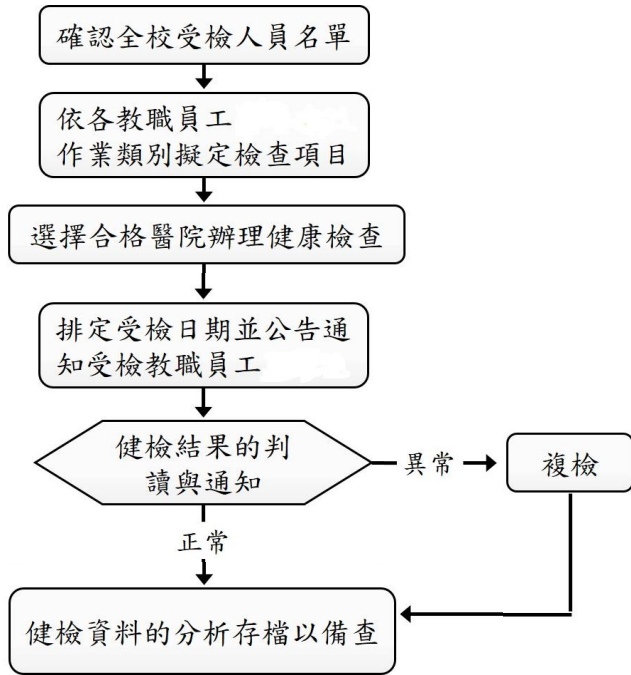 確認全校受檢人員名單
依各教職員工
作業類別擬定檢查項目
選擇合格醫院辦理健康檢查
排定受檢日期並公告通
知受檢教職員工
健檢結果的判
讀與通知
異常
複檢
正常
健檢資料的分析存檔以備查